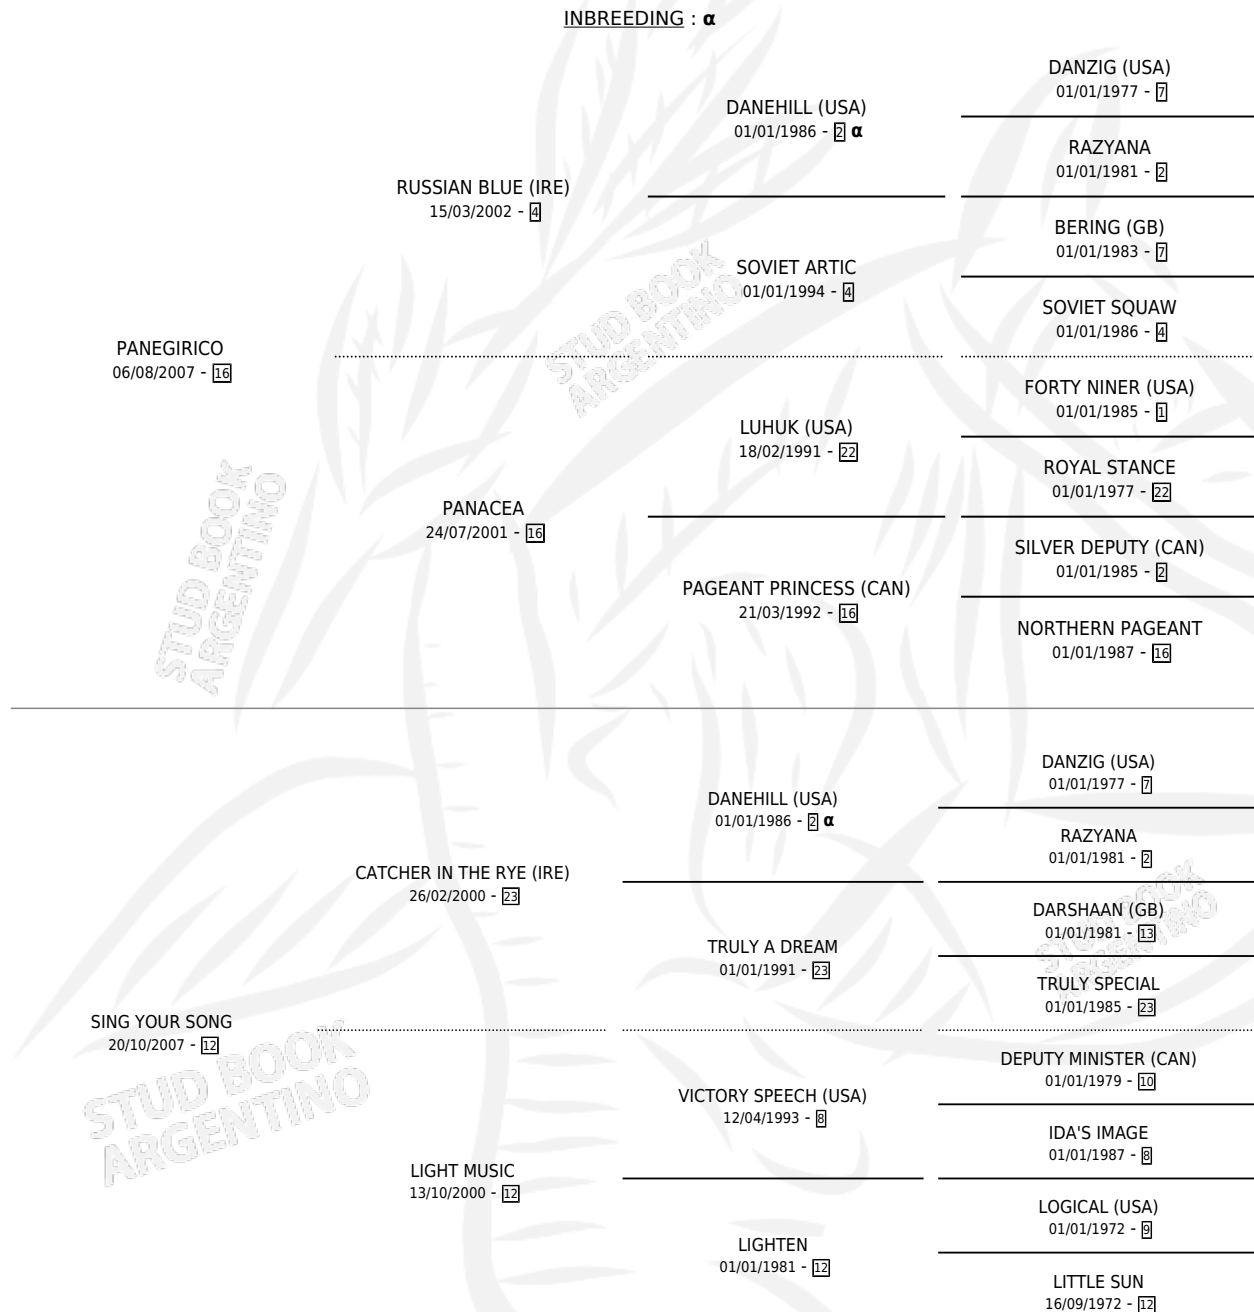 INBREEDING : α
DANZIG (USA)
01/01/1977 - 7
DANEHILL (USA)
01/01/1986 - 2 α
RAZYANA
01/01/1981 - 2
RUSSIAN BLUE (IRE)
15/03/2002 - 4
BERING (GB)
01/01/1983 - 7
SOVIET ARTIC
01/01/1994 - 4
SOVIET SQUAW
01/01/1986 - 4
PANEGIRICO
06/08/2007 - 16
FORTY NINER (USA)
01/01/1985 - 1
LUHUK (USA)
18/02/1991 - 22
ROYAL STANCE
01/01/1977 - 22
PANACEA
24/07/2001 - 16
SILVER DEPUTY (CAN)
01/01/1985 - 2
PAGEANT PRINCESS (CAN)
21/03/1992 - 16
NORTHERN PAGEANT
01/01/1987 - 16
DANZIG (USA)
01/01/1977 - 7
DANEHILL (USA)
01/01/1986 - 2 α
RAZYANA
01/01/1981 - 2
CATCHER IN THE RYE (IRE)
26/02/2000 - 23
DARSHAAN (GB)
01/01/1981 - 13
TRULY A DREAM
01/01/1991 - 23
TRULY SPECIAL
01/01/1985 - 23
SING YOUR SONG
20/10/2007 - 12
DEPUTY MINISTER (CAN)
01/01/1979 - 10
VICTORY SPEECH (USA)
12/04/1993 - 8
IDA'S IMAGE
01/01/1987 - 8
LIGHT MUSIC
13/10/2000 - 12
LOGICAL (USA)
01/01/1972 - 9
LIGHTEN
01/01/1981 - 12
LITTLE SUN
16/09/1972 - 12
STUD BOOK
ARGENTINO
STUD BOOK
ARGENTINO
STUD BOOK
ARGENTINO
STUD BOOK
ARGENTINO